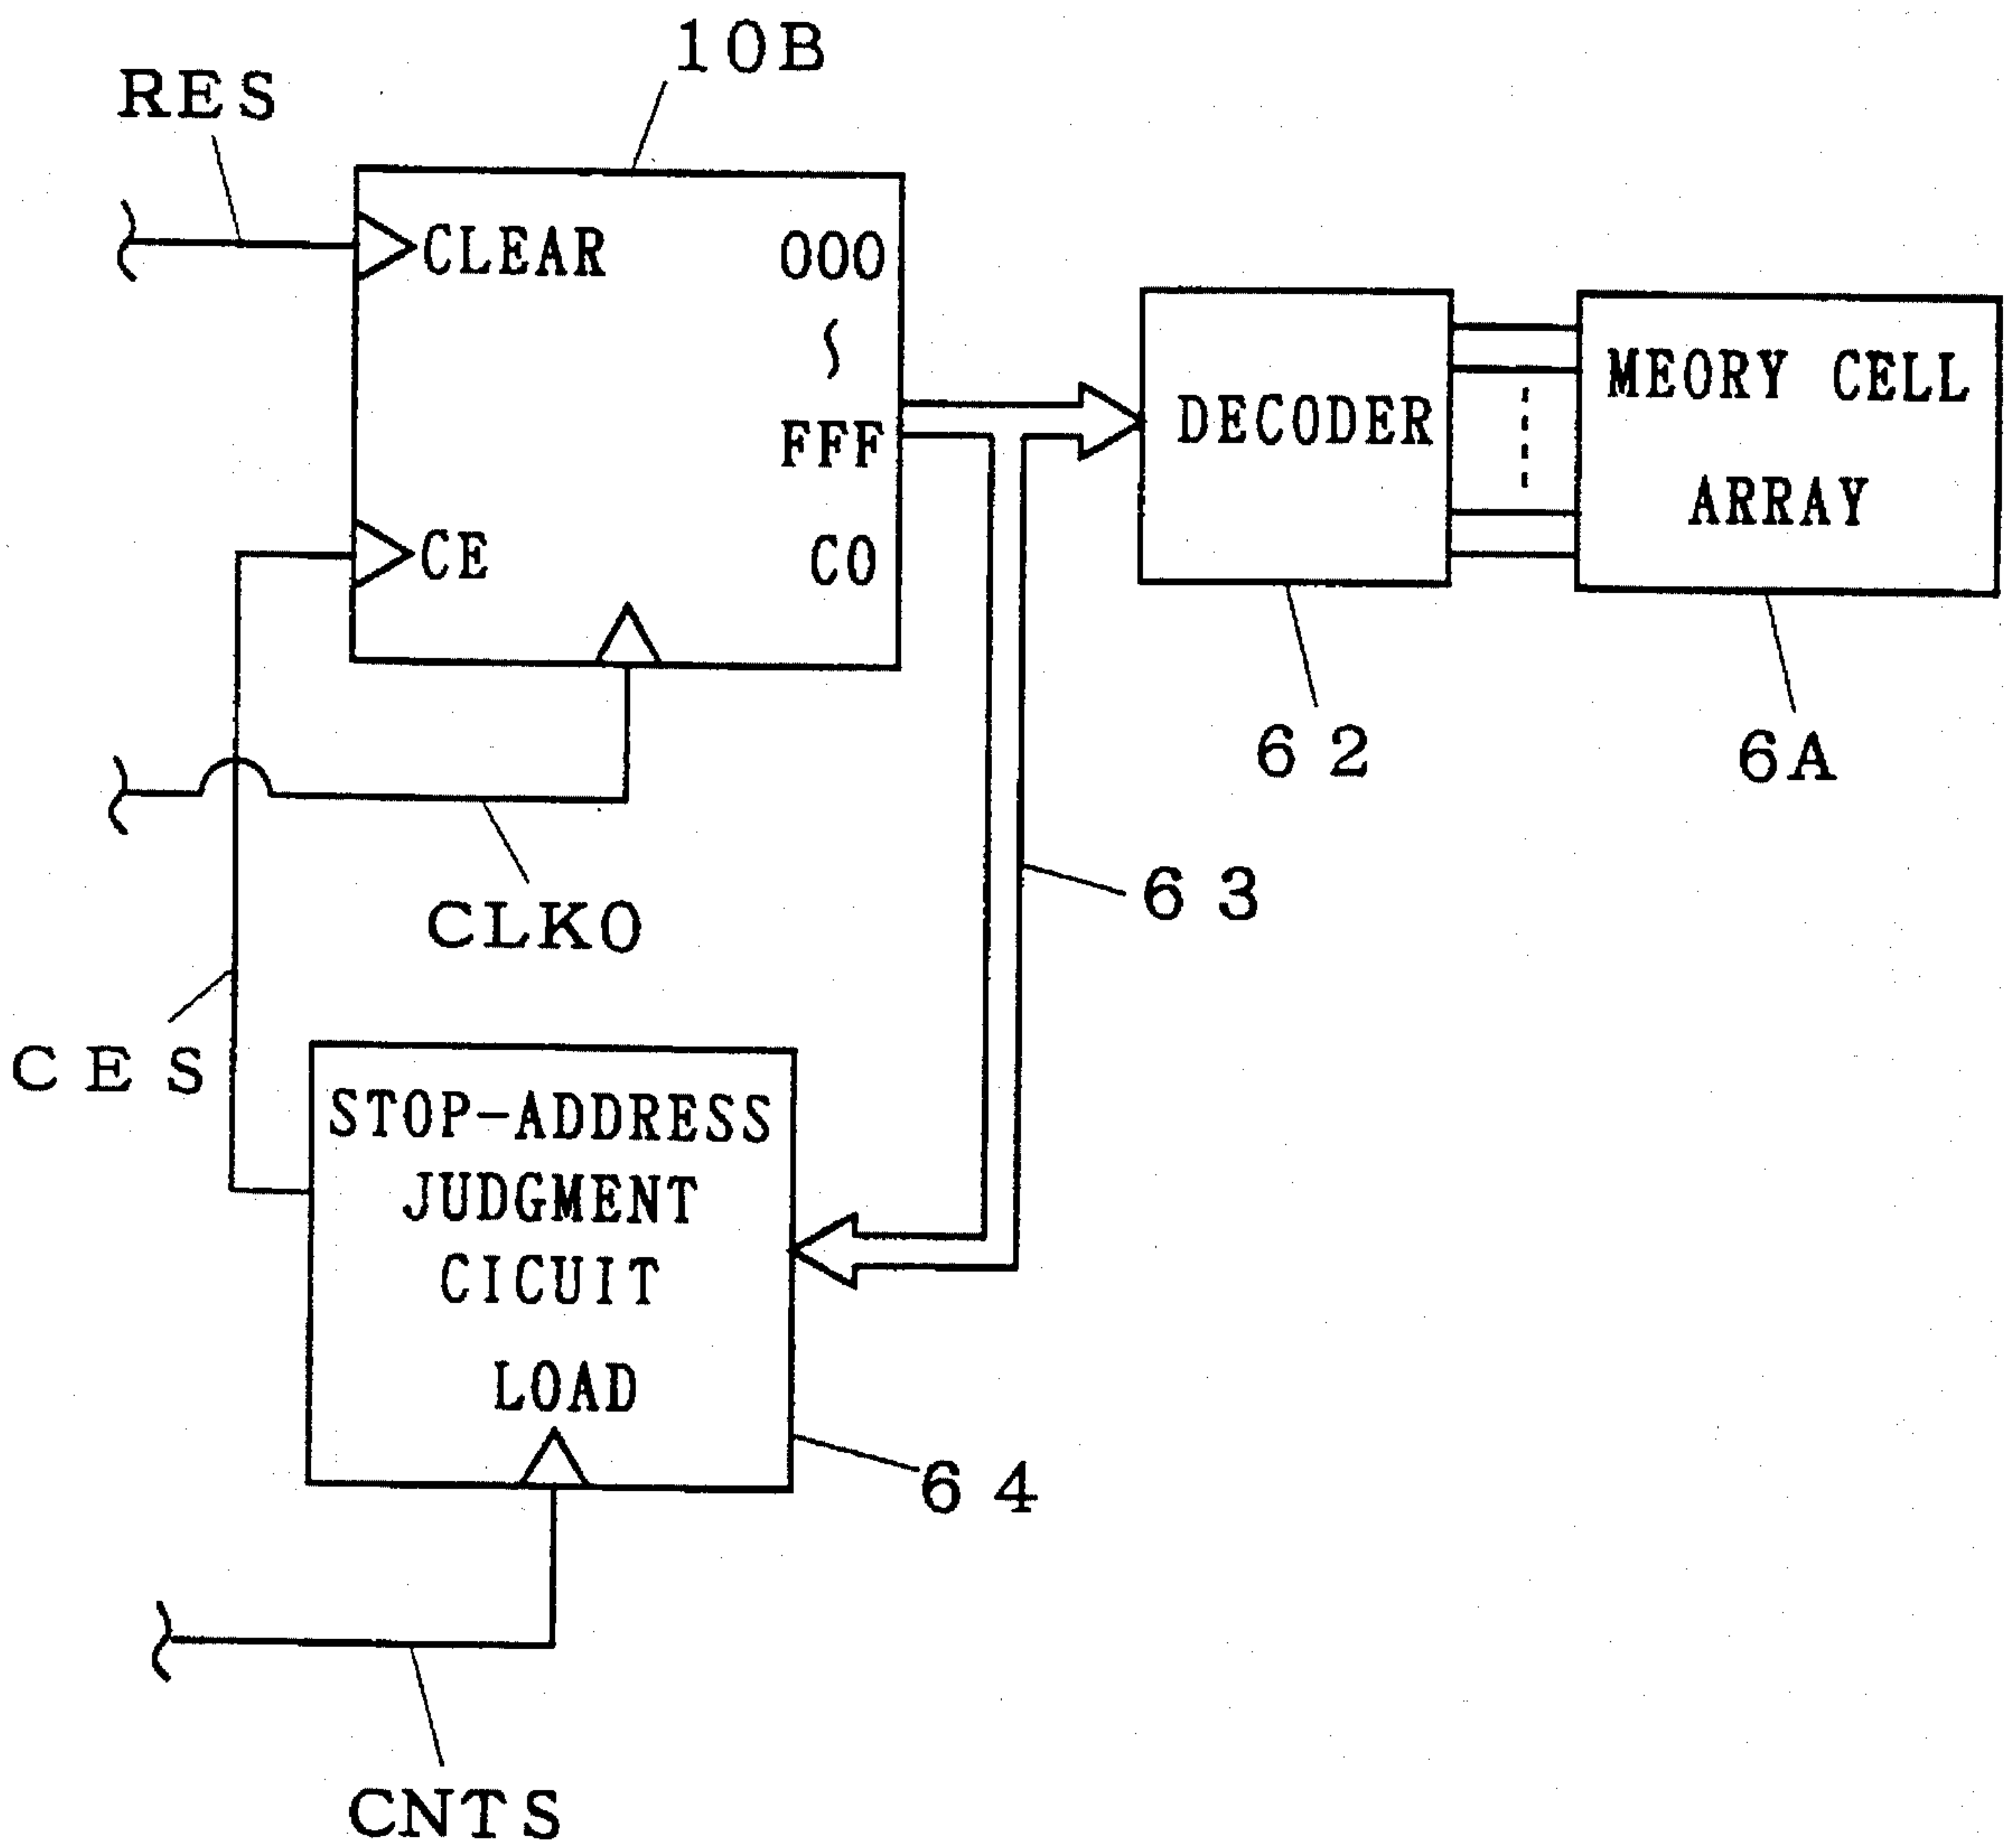 10B
RES
CLEAR
000
FFF
CE
CO
DECODER
MEORY CELL
ARRAY
62
6A
63
CLKO
CES
STOP-ADDRESS
JUDGMENT
CICUIT
LOAD
64
CNTS